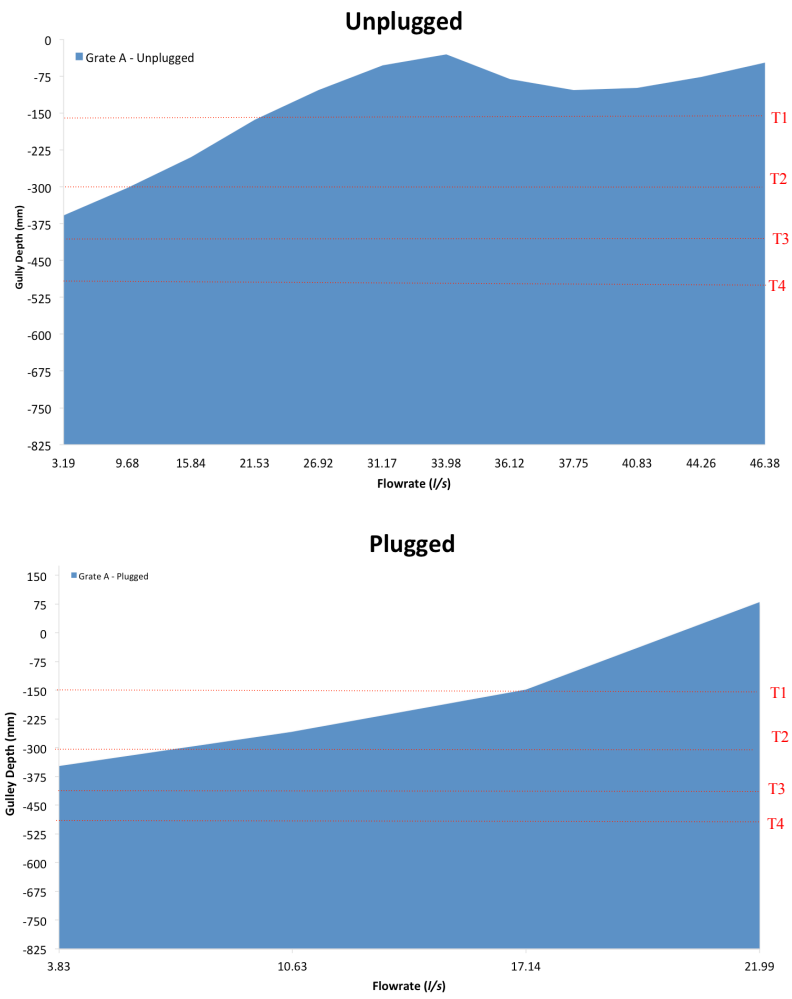 Unplugged
Grate A - Unplugged
0
-75
-150
-225
-300
-375
-450
-525
-600
-675
-750
-825
Gully Depth (mm)
T1
T2
T3
T4
3.19 9.68 15.84 21.53 26.92 31.17 33.98 36.12 37.75 40.83 44.26 46.38
Flowrate (l/s)
Plugged
Grate A - Plugged
150
75
0
-75
-150
-225
-300
-375
-450
-525
-600
-675
-750
-825
Gulley Depth (mm)
T1
T2
T3
T4
3.83 10.63 17.14 21.99
Flowrate (l/s)